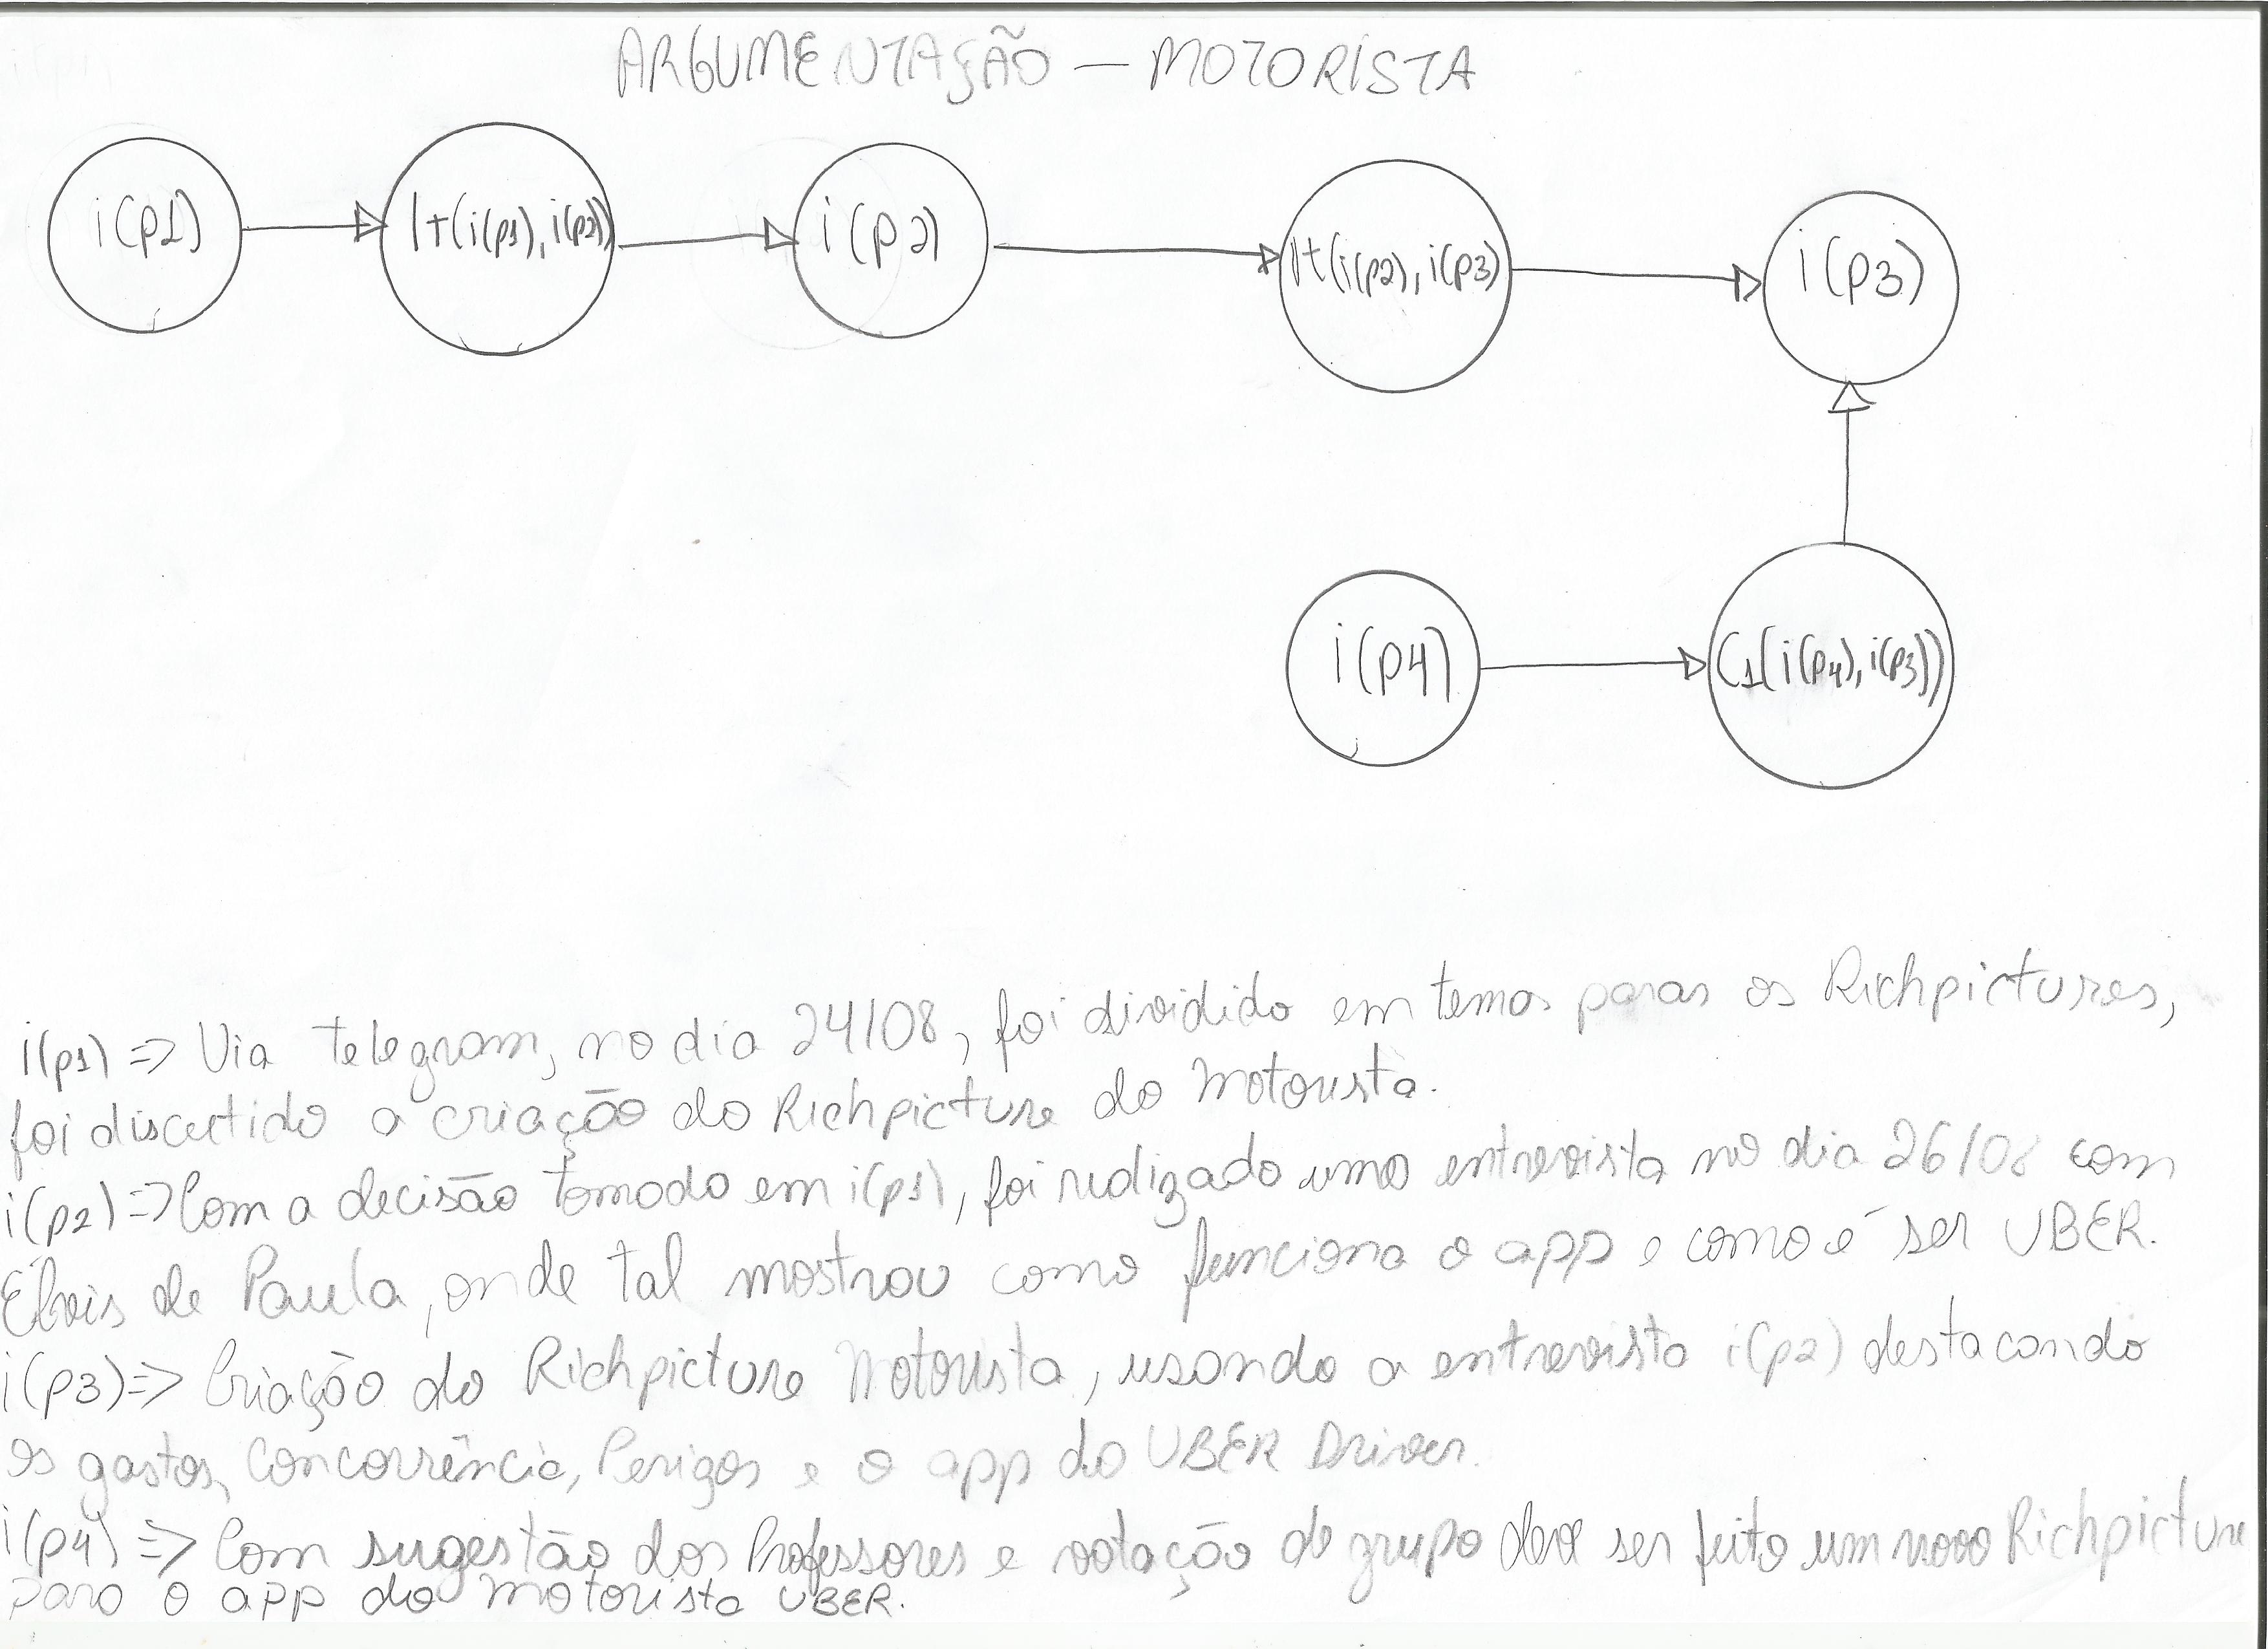 ARGUMENTAÇÃO – MOTORISTA
i(p1)
1+(i(p1), i(p2))
i(p2)
1+(i(p2), i(p3)
i(p3)
i(p4)
C1(i(p4), i(p3))
i(p1) => Via telegram, no dia 24/08, foi dividido em temas paras os Richpictures,
foi discutido a criação do Richpicture do Motorista.
i(p2) => Com a decisão tomada em i(p1), foi realizado uma entrevista no dia 26/08 com
Élvis de Paula, onde tal mostrou como funciona o app e como é ser UBER.
i(p3) => Criação do Richpicture Motorista, usando a entrevista i(p2) destacando
os gastos, Concorrência, Perigos e o app do UBER Driver.
i(p4) => Com sugestão dos Professores e votação do grupo deve ser feito um novo Richpicture
para o app do motorista UBER.